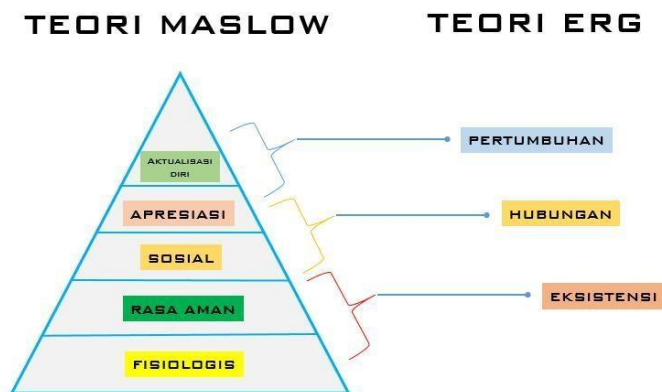 TEORI MASLOW
TEORI ERG
AKTUALISASI
DIRI
APRESIASI
SOSIAL
RASA AMAN
FISIOLOGIS
PERTUMBUHAN
HUBUNGAN
EKSISTENSI